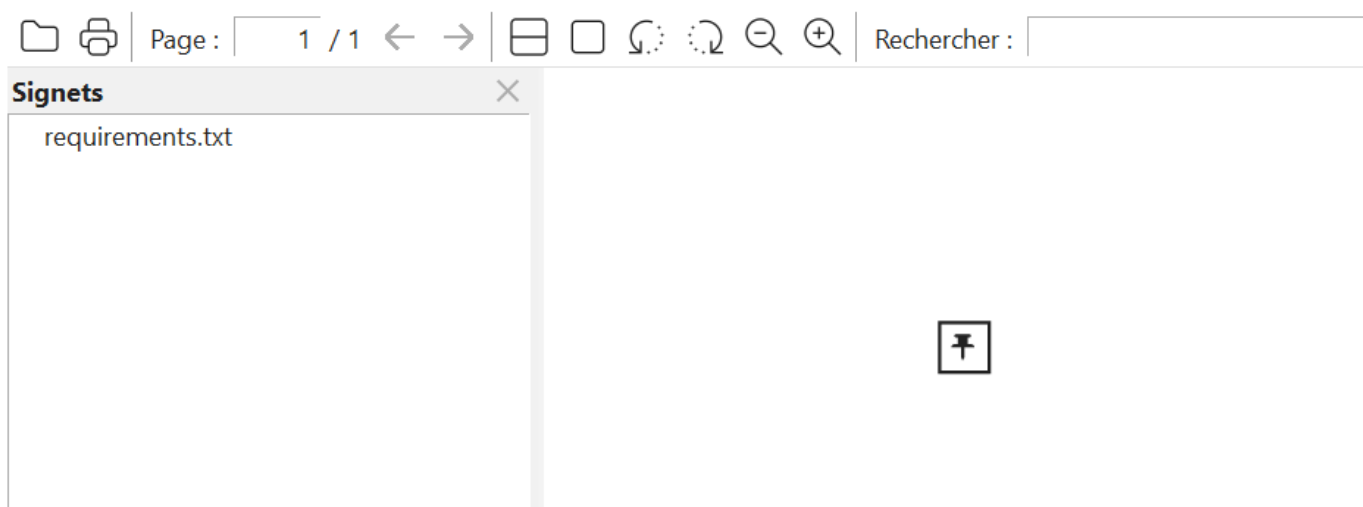 Page : 1 / 1 Rechercher :
Signets
requirements.txt